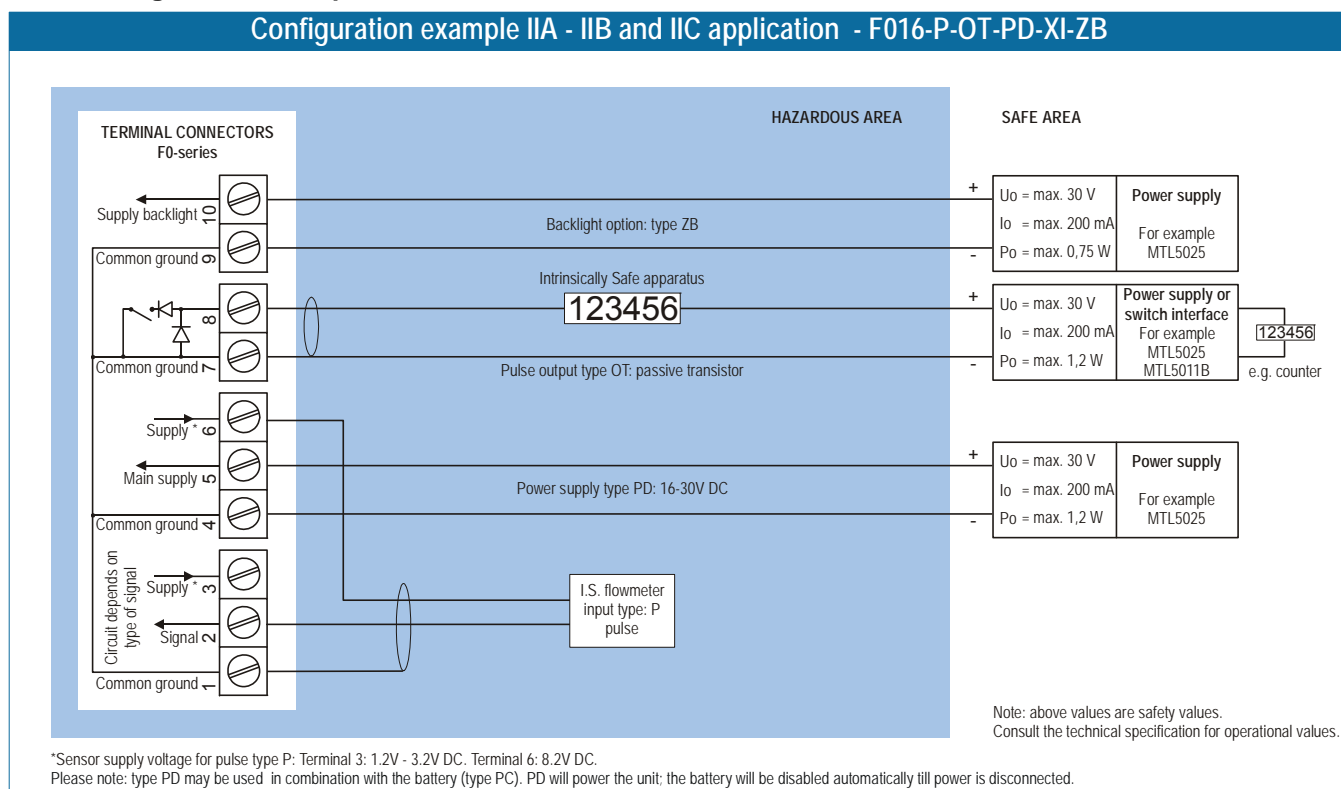 Configuration example IIA - IIB and IIC application - F016-P-OT-PD-XI-ZB
HAZARDOUS AREA
SAFE AREA
TERMINAL CONNECTORS
F0-series
Supply backlight 10
Common ground 9
8
Common ground 7
Supply * 6
Main supply 5
Common ground 4
Circuit depends on
type of signal
Supply * 3
Signal 2
Common ground 1
Backlight option: type ZB
Intrinsically Safe apparatus
123456
Pulse output type OT: passive transistor
Power supply type PD: 16-30V DC
I.S. flowmeter
input type: P
pulse
+
-
Uo = max. 30 V
Io = max. 200 mA
Po = max. 0,75 W
Power supply
For example
MTL5025
+
-
Uo = max. 30 V
Io = max. 200 mA
Po = max. 1,2 W
Power supply or
switch interface
For example
MTL5025
MTL5011B
123456
e.g. counter
+
-
Uo = max. 30 V
Io = max. 200 mA
Po = max. 1,2 W
Power supply
For example
MTL5025
Note: above values are safety values.
Consult the technical specification for operational values.
*Sensor supply voltage for pulse type P: Terminal 3: 1.2V - 3.2V DC. Terminal 6: 8.2V DC.
Please note: type PD may be used in combination with the battery (type PC). PD will power the unit; the battery will be disabled automatically till power is disconnected.